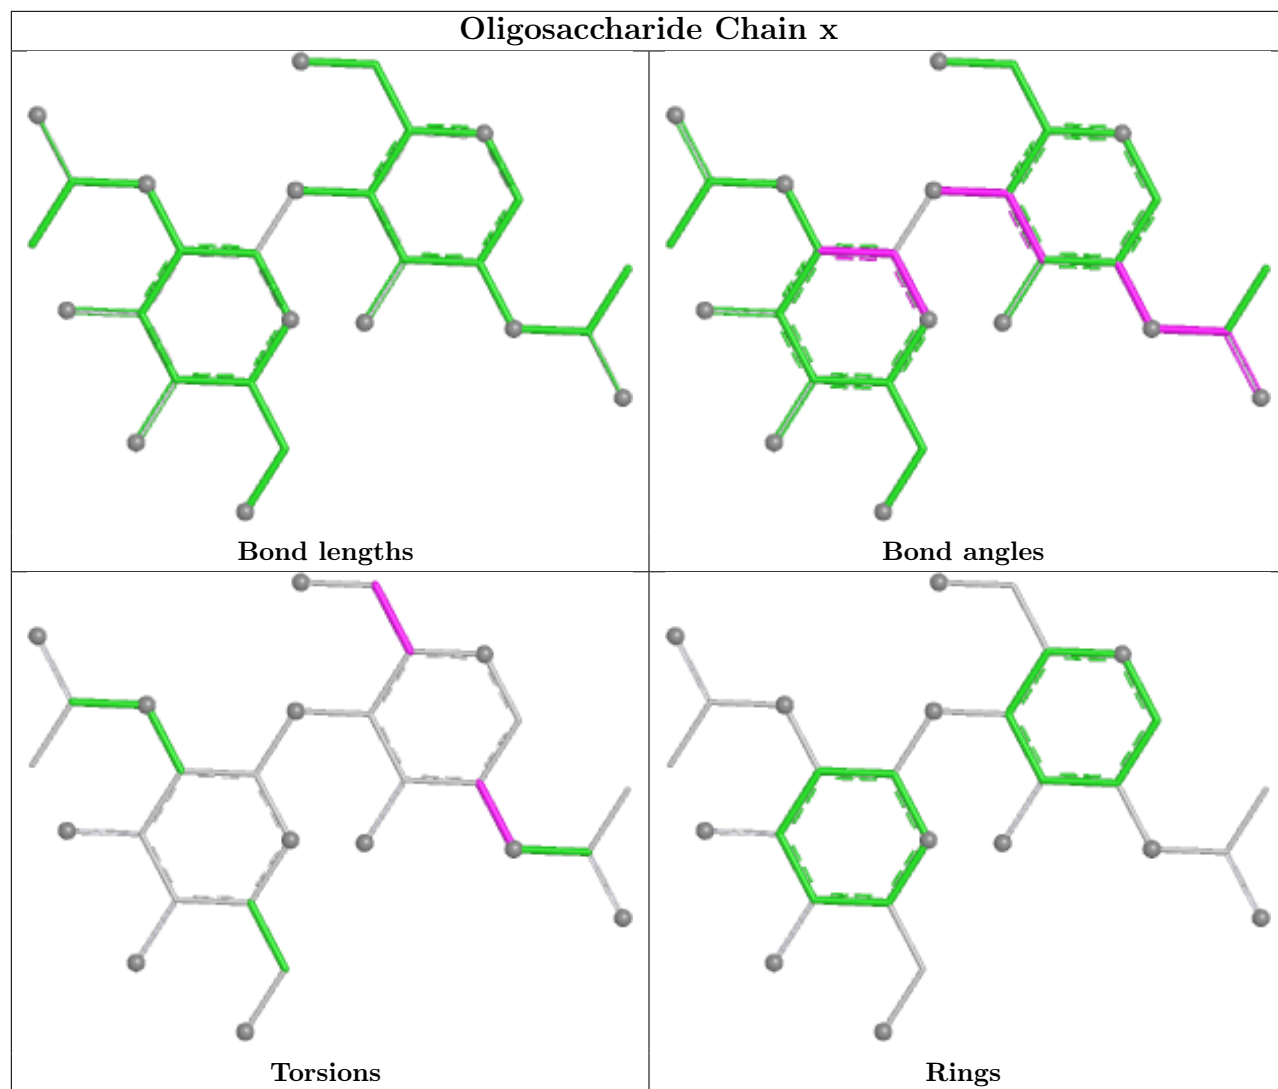 Oligosaccharide Chain x
Bond lengths
Bond angles
Torsions
Rings